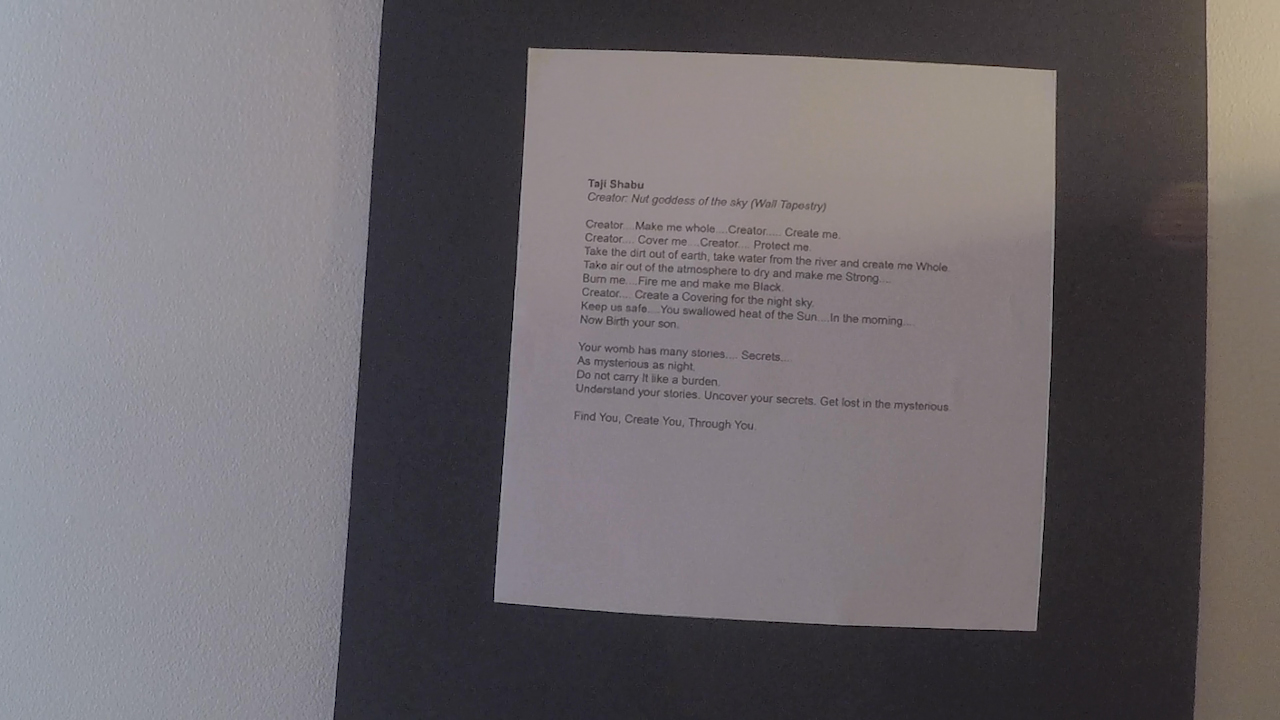 Taji Shabu
Creator: Nut goddess of the sky (Wall Tapestry)
Creator....Make me whole....Creator..... Create me.
Creator.... Cover me....Creator.... Protect me.
Take the dirt out of earth, take water from the river and create me Whole.
Take air out of the atmosphere to dry and make me Strong....
Burn me....Fire me and make me Black.
Creator.... Create a Covering for the night sky.
Keep us safe....You swallowed heat of the Sun....In the morning...
Now Birth your son.
Your womb has many stories.... Secrets....
As mysterious as night.
Do not carry It like a burden.
Understand your stories. Uncover your secrets. Get lost in the mysterious.
Find You, Create You, Through You.